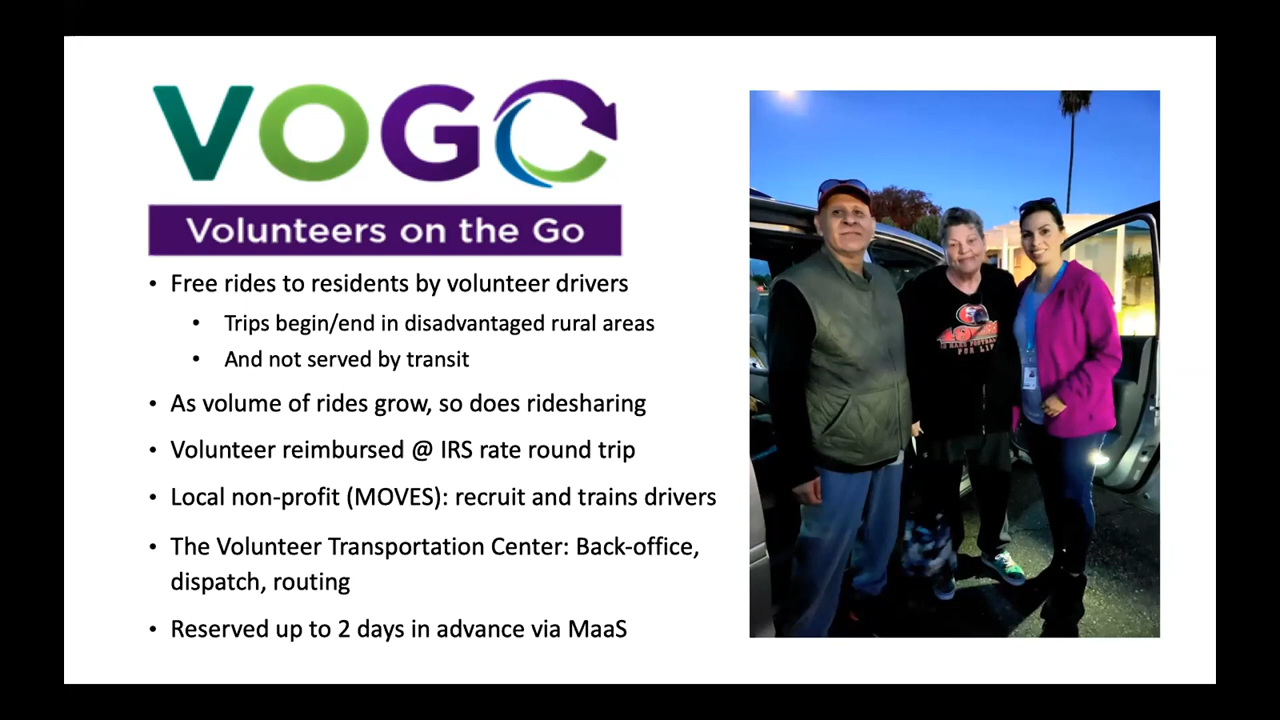 VOGO
Volunteers on the Go
• Free rides to residents by volunteer drivers
• Trips begin/end in disadvantaged rural areas
• And not served by transit
• As volume of rides grow, so does ridesharing
• Volunteer reimbursed @ IRS rate round trip
• Local non-profit (MOVES): recruit and trains drivers
• The Volunteer Transportation Center: Back-office,
dispatch, routing
• Reserved up to 2 days in advance via MaaS